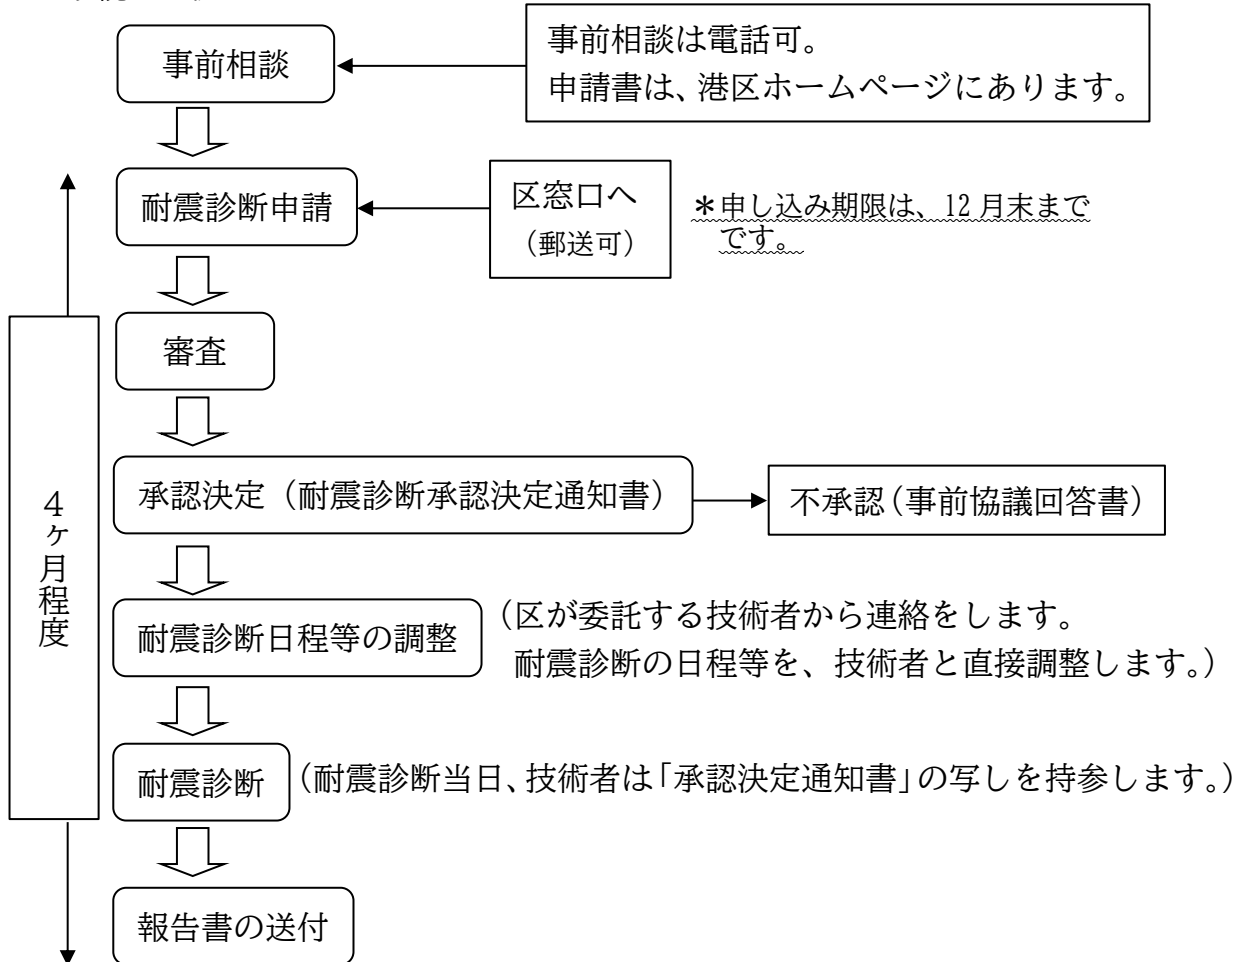 事前相談
事前相談は電話可。
申請書は、港区ホームページにあります。
耐震診断申請
区窓口へ
（郵送可）
＊申し込み期限は、12月末まで
です。
審査
4ヶ月程度
承認決定（耐震診断承認決定通知書）
不承認（事前協議回答書）
耐震診断日程等の調整
（区が委託する技術者から連絡をします。
耐震診断の日程等を、技術者と直接調整します。）
耐震診断
（耐震診断当日、技術者は「承認決定通知書」の写しを持参します。）
報告書の送付